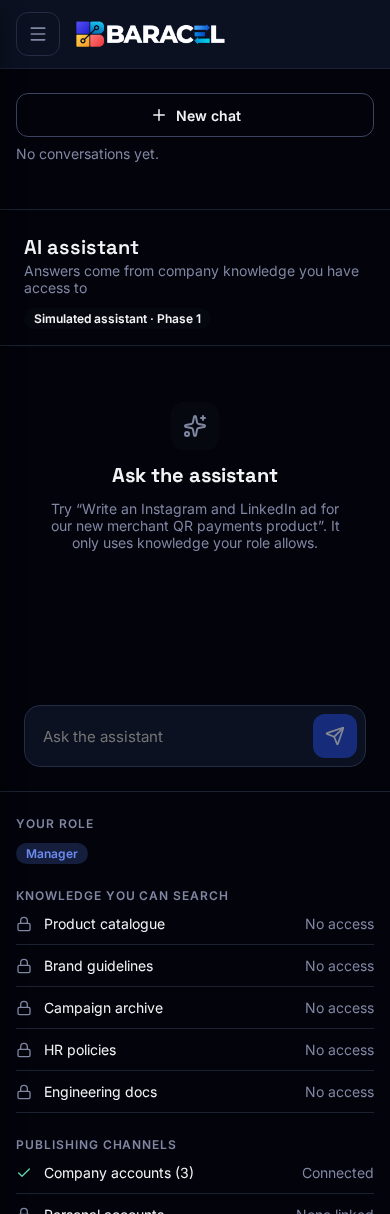 BARACEL
New chat
No conversations yet.
AI assistant
Answers come from company knowledge you have
access to
Simulated assistant · Phase 1
Ask the assistant
Try “Write an Instagram and LinkedIn ad for
our new merchant QR payments product”. It
only uses knowledge your role allows.
Ask the assistant
YOUR ROLE
Manager
KNOWLEDGE YOU CAN SEARCH
Product catalogue No access
Brand guidelines No access
Campaign archive No access
HR policies No access
Engineering docs No access
PUBLISHING CHANNELS
Company accounts (3) Connected
Personal accounts None linked